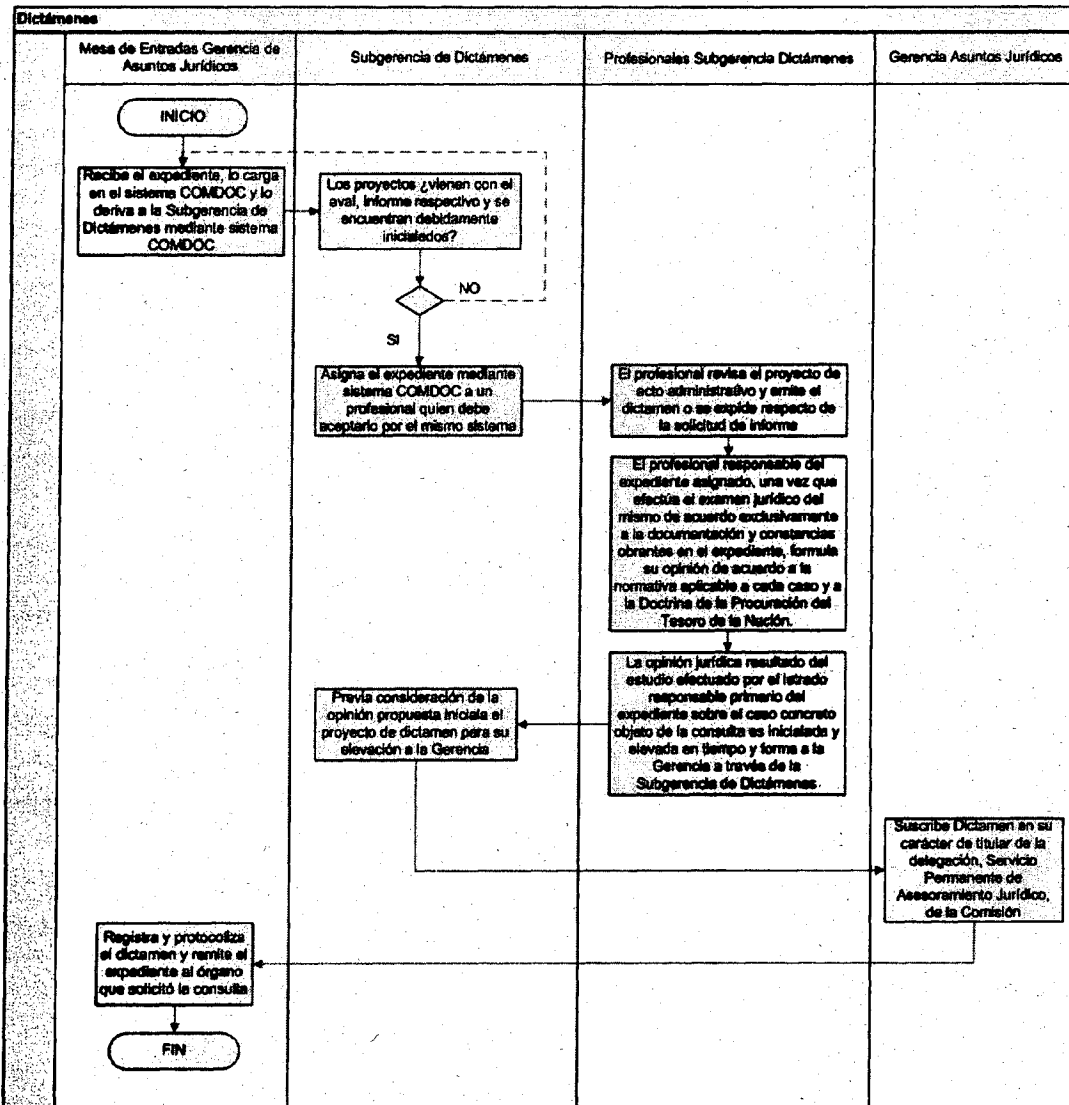 Dictámenes
Mesa de Entradas Gerencia de
Asuntos Jurídicos
Subgerencia de Dictámenes
Profesionales Subgerencia Dictámenes
Gerencia Asuntos Jurídicos
INICIO
Recibe el expediente, lo carga
en el sistema COMDOC y lo
deriva a la Subgerencia de
Dictámenes mediante sistema
COMDOC
Los proyectos ¿vienen con el
aval, informe respectivo y se
encuentran debidamente
inicialados?
NO
SI
Asigna el expediente mediante
sistema COMDOC a un
profesional quien debe
aceptarlo por el mismo sistema
El profesional revisa el proyecto de
acto administrativo y emite el
dictamen o se expide respecto de
la solicitud de informe
El profesional responsable del
expediente asignado, una vez que
efectúa el examen jurídico del
mismo de acuerdo exclusivamente
a la documentación y constancias
obrantes en el expediente, formula
su opinión de acuerdo a la
normativa aplicable a cada caso y a
la Doctrina de la Procuración del
Tesoro de la Nación.
La opinión jurídica resultado del
estudio efectuado por el letrado
responsable primario del
expediente sobre el caso concreto
objeto de la consulta es inicialada y
elevada en tiempo y forma a la
Gerencia a través de la
Subgerencia de Dictámenes
Previa consideración de la
opinión propuesta iniciala el
proyecto de dictamen para su
elevación a la Gerencia
Suscribe Dictamen en su
carácter de titular de la
delegación, Servicio
Permanente de
Asesoramiento Jurídico,
de la Comisión
Registra y protocoliza
el dictamen y remite el
expediente al órgano
que solicitó la consulta
FIN